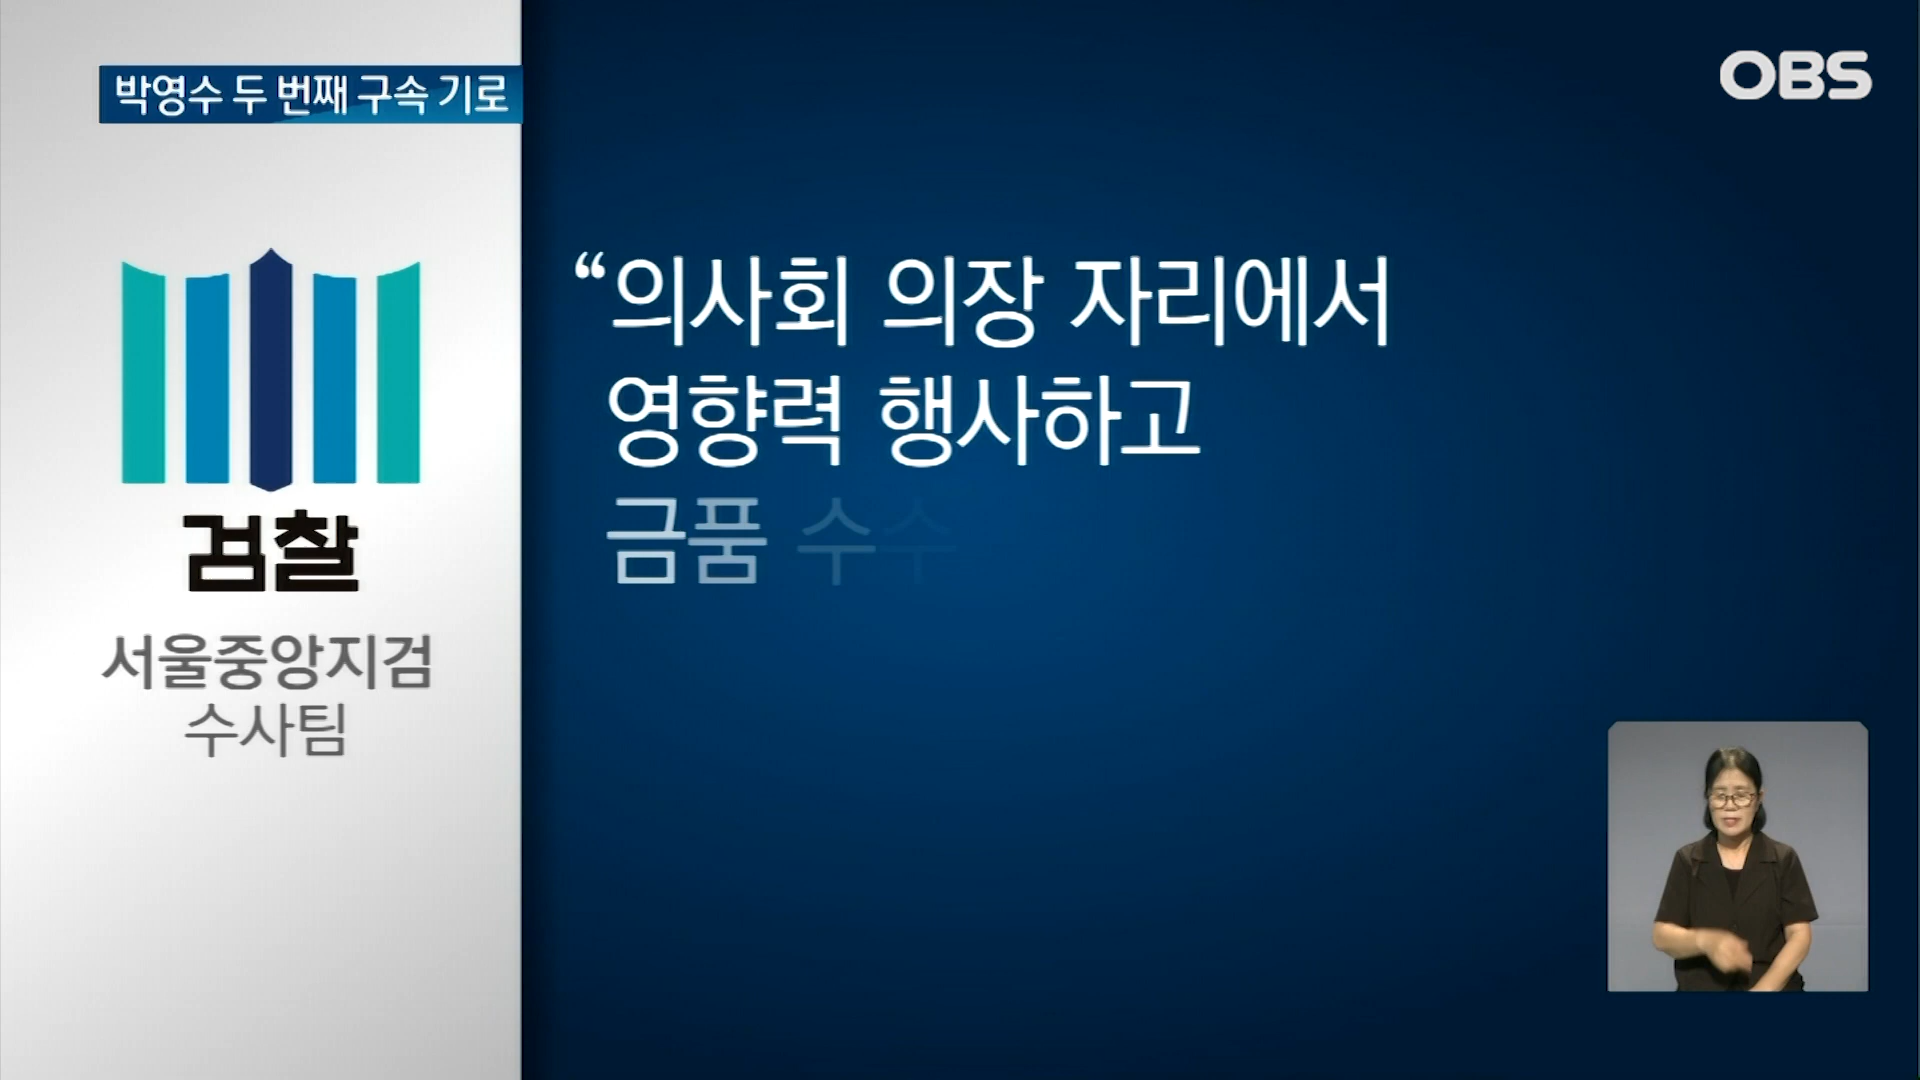 박영수 두 번째 구속 기로
OBS
“의사회 의장 자리에서
영향력 행사하고
금품 수수
검찰
서울중앙지검
수사팀